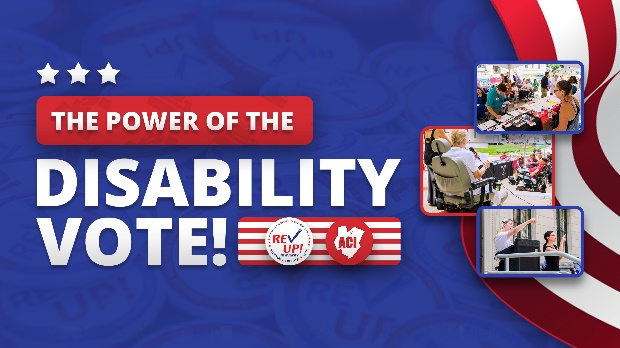 THE POWER OF THE
DISABILITY
VOTE!
REV
UP!
ACI